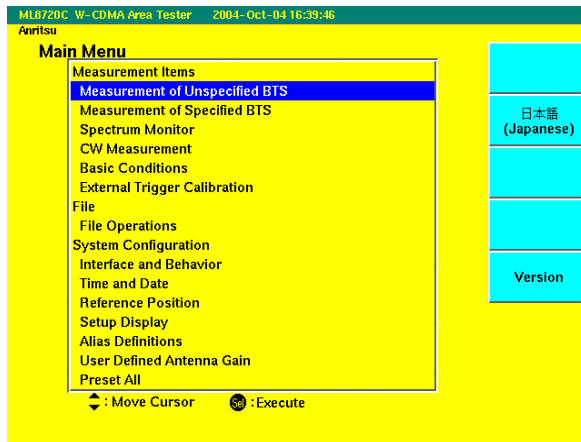 ML8720C W-CDMA Area Tester 2004-Oct-04 16:39:46
Anritsu
Main Menu
Measurement Items
Measurement of Unspecified BTS
Measurement of Specified BTS
Spectrum Monitor
CW Measurement
Basic Conditions
External Trigger Calibration
File
File Operations
System Configuration
Interface and Behavior
Time and Date
Reference Position
Setup Display
Alias Definitions
User Defined Antenna Gain
Preset All
: Move Cursor Sel : Execute
日本語
(Japanese)
Version